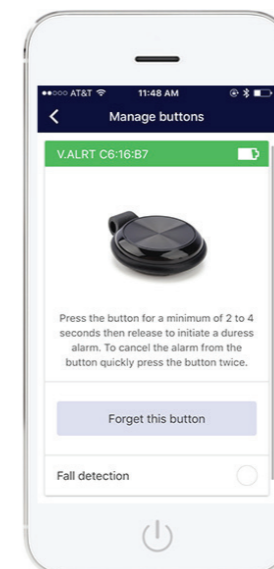 AT&T 11:48 AM
Manage buttons
V.ALRT C6:16:B7
Press the button for a minimum of 2 to 4
seconds then release to initiate a duress
alarm. To cancel the alarm from the
button quickly press the button twice.
Forget this button
Fall detection